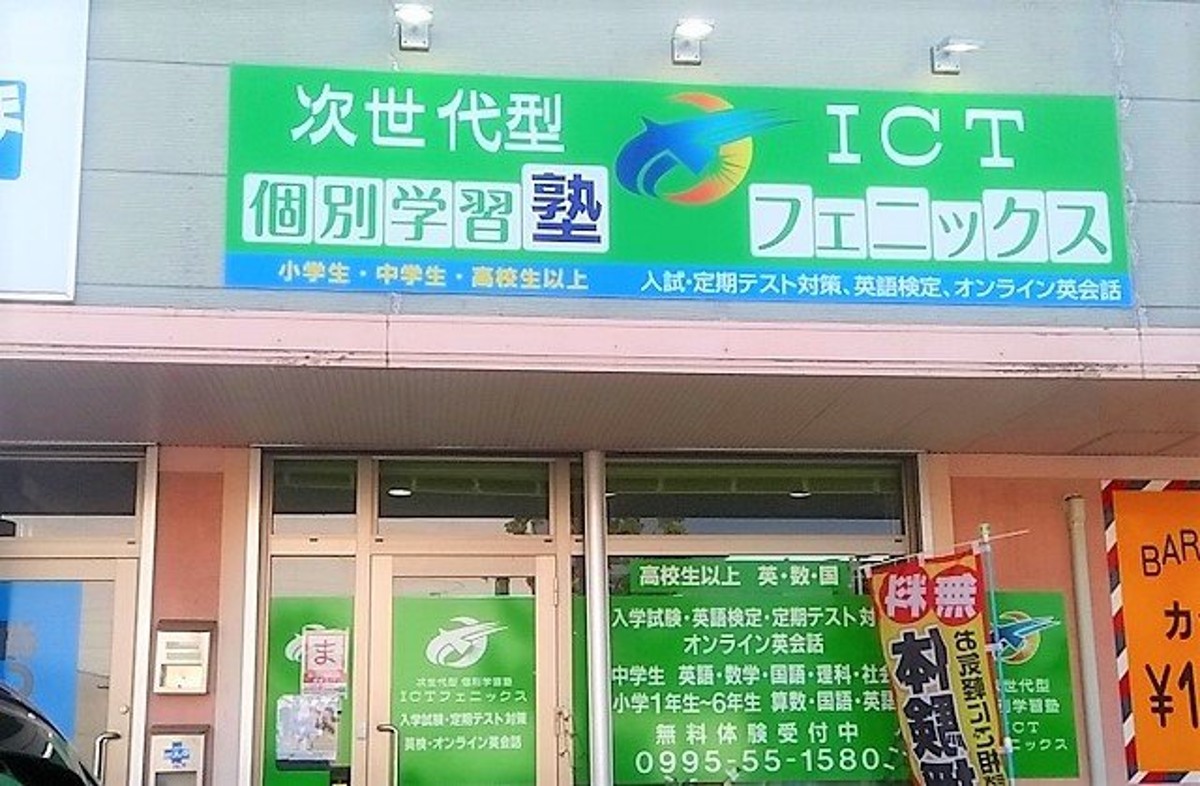 次世代型
ICT
個別学習塾
フェニックス
小学生・中学生・高校生以上
入試・定期テスト対策、英語検定、オンライン英会話
高校生以上 英・数・国
入学試験・英語検定・定期テスト対
オンライン英会話
中学生 英語・数学・国語・理科・社会
小学1年生~6年生 算数・国語・英語
無料体験受付中
0995-55-1580
ま
次世代型 個別学習塾
ICTフェニックス
入学試験・定期テスト対策
英検・オンライン英会話
無料
お気軽にご相
世代型
別学習塾
ICT
ニックス
BAR
カ
¥1